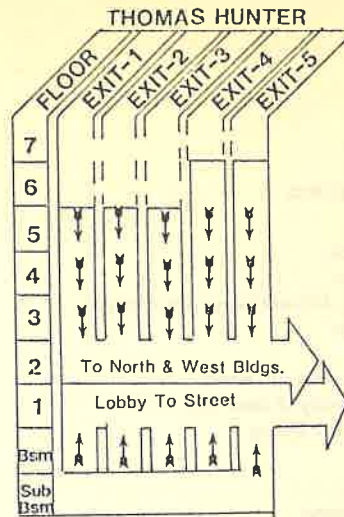 THOMAS HUNTER
FLOOR EXIT-1 EXIT-2 EXIT-3 EXIT-4 EXIT-5
7
6
5
4
3
2 To North & West Bldgs.
1 Lobby To Street
Bsm
Sub
Bsm